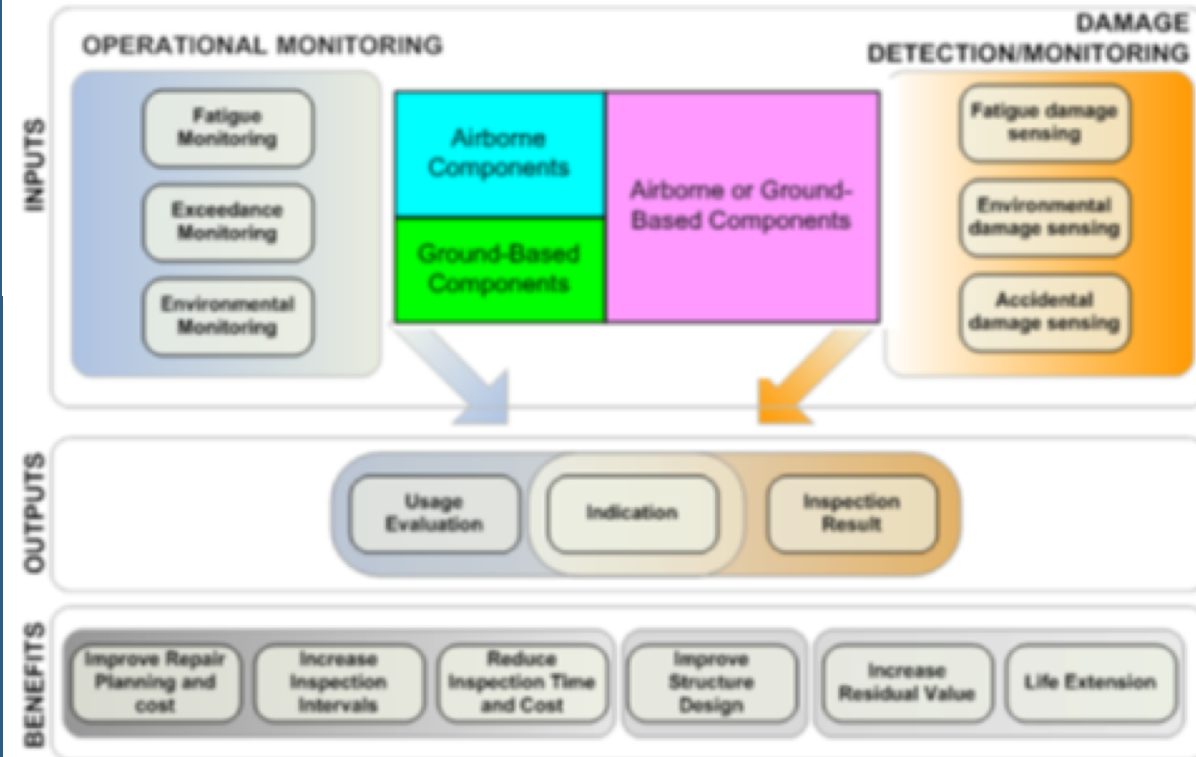 OPERATIONAL MONITORING
DAMAGE
DETECTION/MONITORING
INPUTS
Fatigue
Monitoring
Exceedance
Monitoring
Environmental
Monitoring
Airborne
Components
Ground-Based
Components
Airborne or Ground-
Based Components
Fatigue damage
sensing
Environmental
damage sensing
Accidental
damage sensing
OUTPUTS
Usage
Evaluation
Indication
Inspection
Result
BENEFITS
Improve Repair
Planning and
cost
Increase
Inspection
Intervals
Reduce
Inspection Time
and Cost
Improve
Structure
Design
Increase
Residual Value
Life Extension